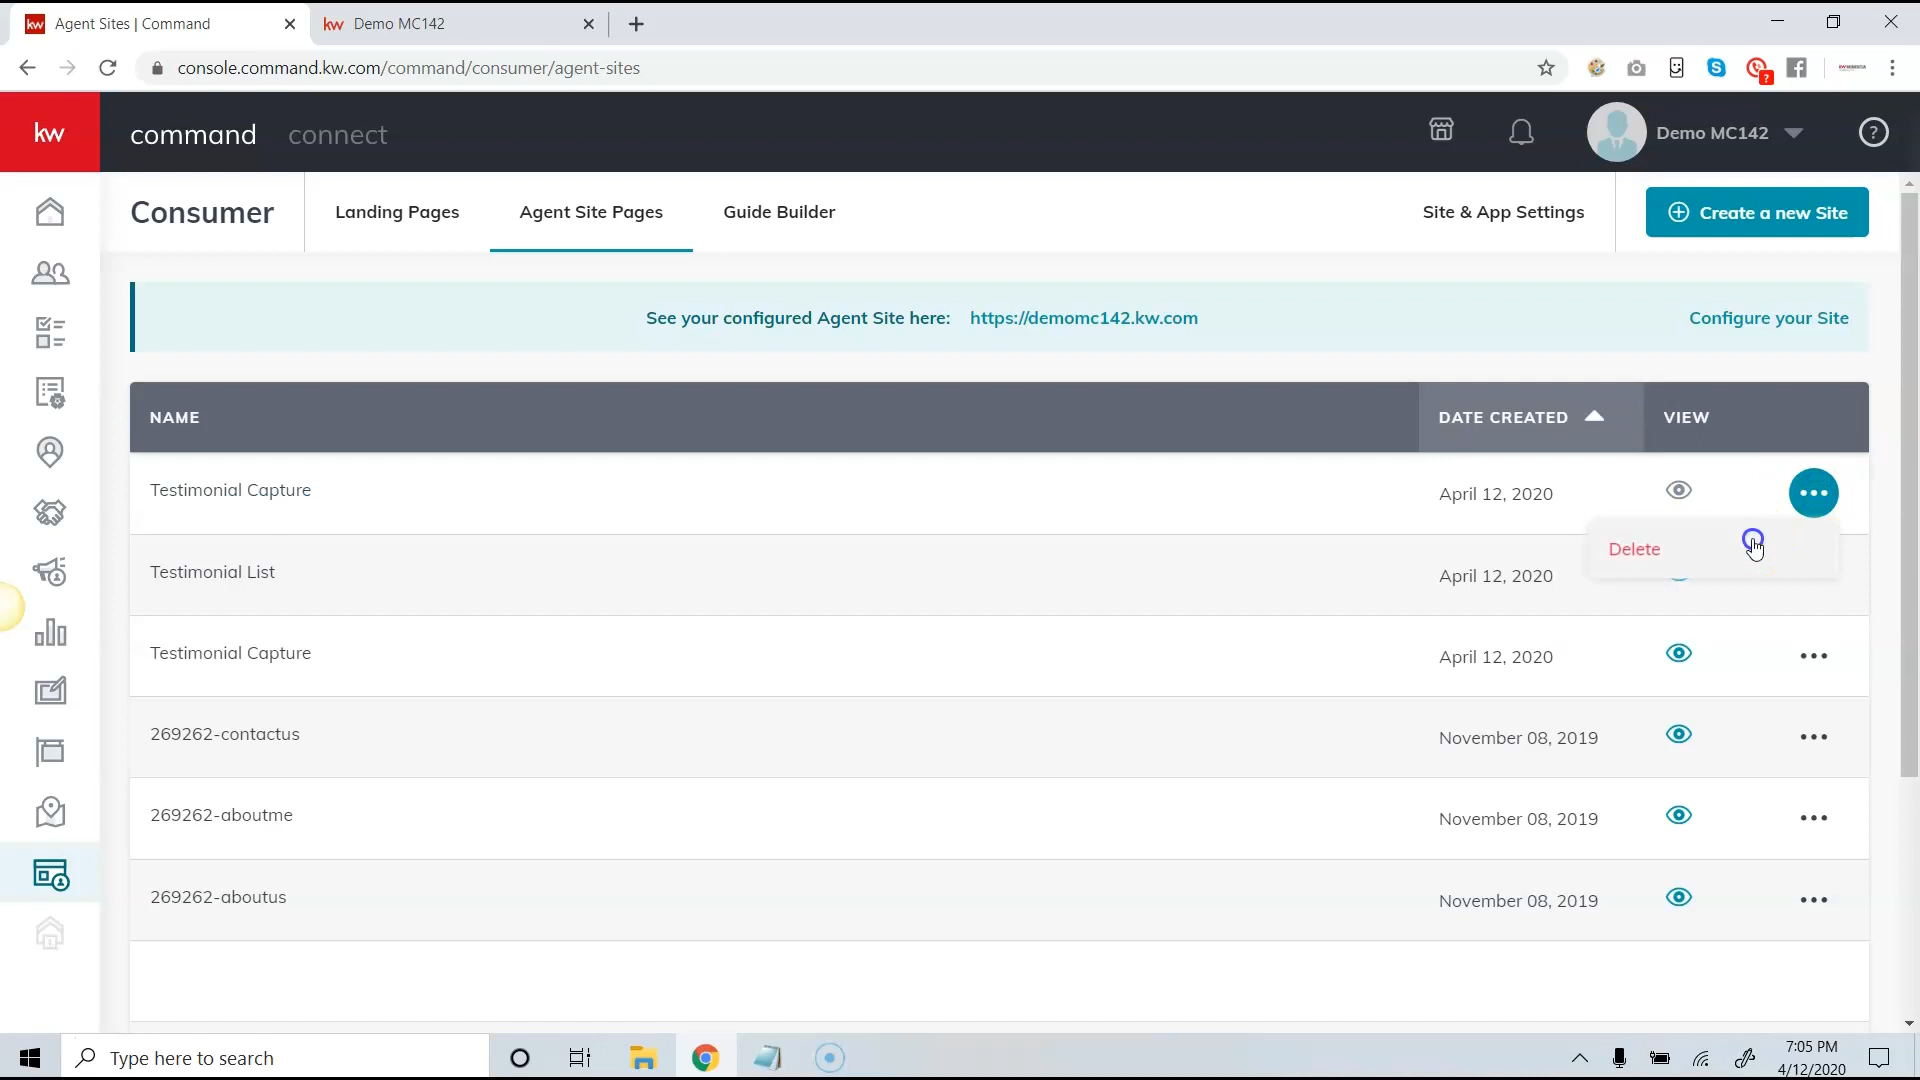 kw Agent Sites | Command
kw Demo MC142
console.command.kw.com/command/consumer/agent-sites
kw command connect Demo MC142 ?
Consumer Landing Pages Agent Site Pages Guide Builder Site & App Settings Create a new Site
See your configured Agent Site here: https://demomc142.kw.com Configure your Site
NAME DATE CREATED VIEW
Testimonial Capture April 12, 2020
Delete
Testimonial List April 12, 2020
Testimonial Capture April 12, 2020
269262-contactus November 08, 2019
269262-aboutme November 08, 2019
269262-aboutus November 08, 2019
Type here to search
7:05 PM
4/12/2020